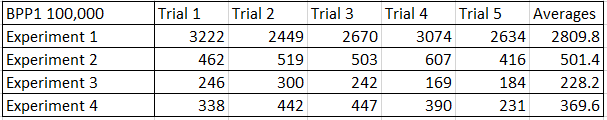 BPP1 100,000 Trial 1 Trial 2 Trial 3 Trial 4 Trial 5 Averages
Experiment 1 3222 2449 2670 3074 2634 2809.8
Experiment 2 462 519 503 607 416 501.4
Experiment 3 246 300 242 169 184 228.2
Experiment 4 338 442 447 390 231 369.6